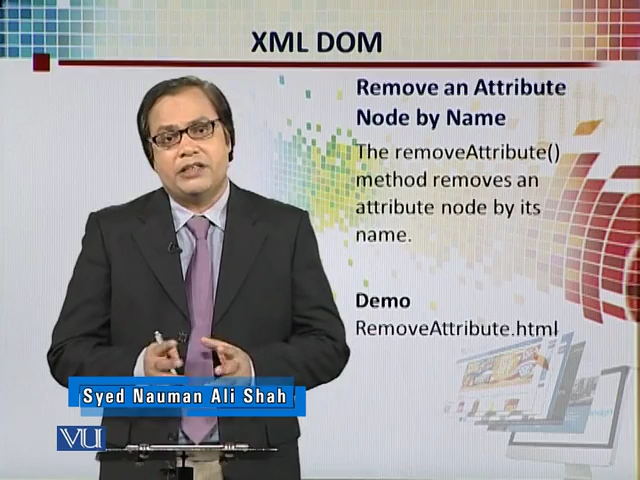 XML DOM
Remove an Attribute
Node by Name
The removeAttribute()
method removes an
attribute node by its
name.
Demo
RemoveAttribute.html
Syed Nauman Ali Shah
VU